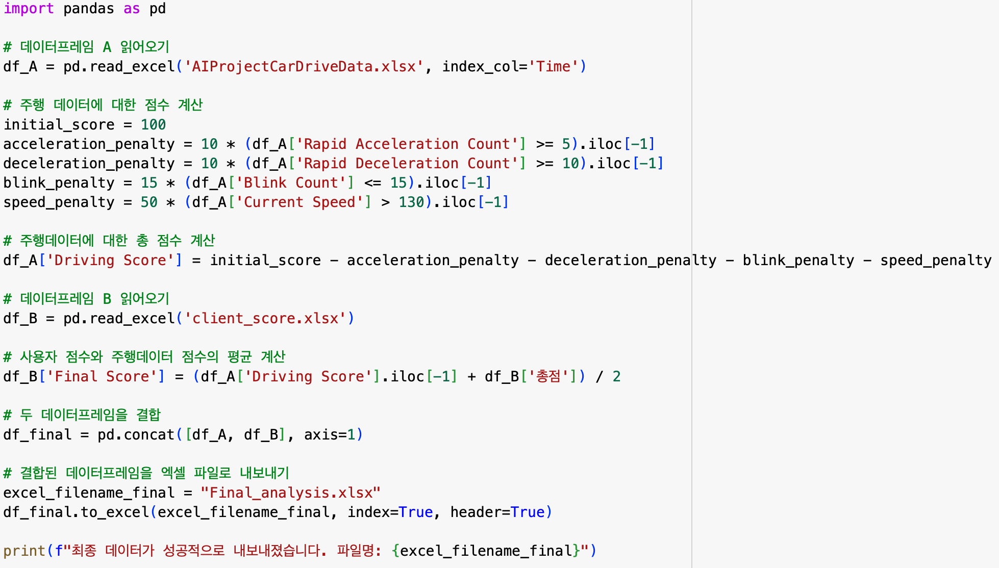 import pandas as pd
# 데이터프레임 A 읽어오기
df_A = pd.read_excel('AIProjectCarDriveData.xlsx', index_col='Time')
# 주행 데이터에 대한 점수 계산
initial_score = 100
acceleration_penalty = 10 * (df_A['Rapid Acceleration Count'] >= 5).iloc[-1]
deceleration_penalty = 10 * (df_A['Rapid Deceleration Count'] >= 10).iloc[-1]
blink_penalty = 15 * (df_A['Blink Count'] <= 15).iloc[-1]
speed_penalty = 50 * (df_A['Current Speed'] > 130).iloc[-1]
# 주행데이터에 대한 총 점수 계산
df_A['Driving Score'] = initial_score - acceleration_penalty - deceleration_penalty - blink_penalty - speed_penalty
# 데이터프레임 B 읽어오기
df_B = pd.read_excel('client_score.xlsx')
# 사용자 점수와 주행데이터 점수의 평균 계산
df_B['Final Score'] = (df_A['Driving Score'].iloc[-1] + df_B['총점']) / 2
# 두 데이터프레임을 결합
df_final = pd.concat([df_A, df_B], axis=1)
# 결합된 데이터프레임을 엑셀 파일로 내보내기
excel_filename_final = "Final_analysis.xlsx"
df_final.to_excel(excel_filename_final, index=True, header=True)
print(f"최종 데이터가 성공적으로 내보내졌습니다. 파일명: {excel_filename_final}")